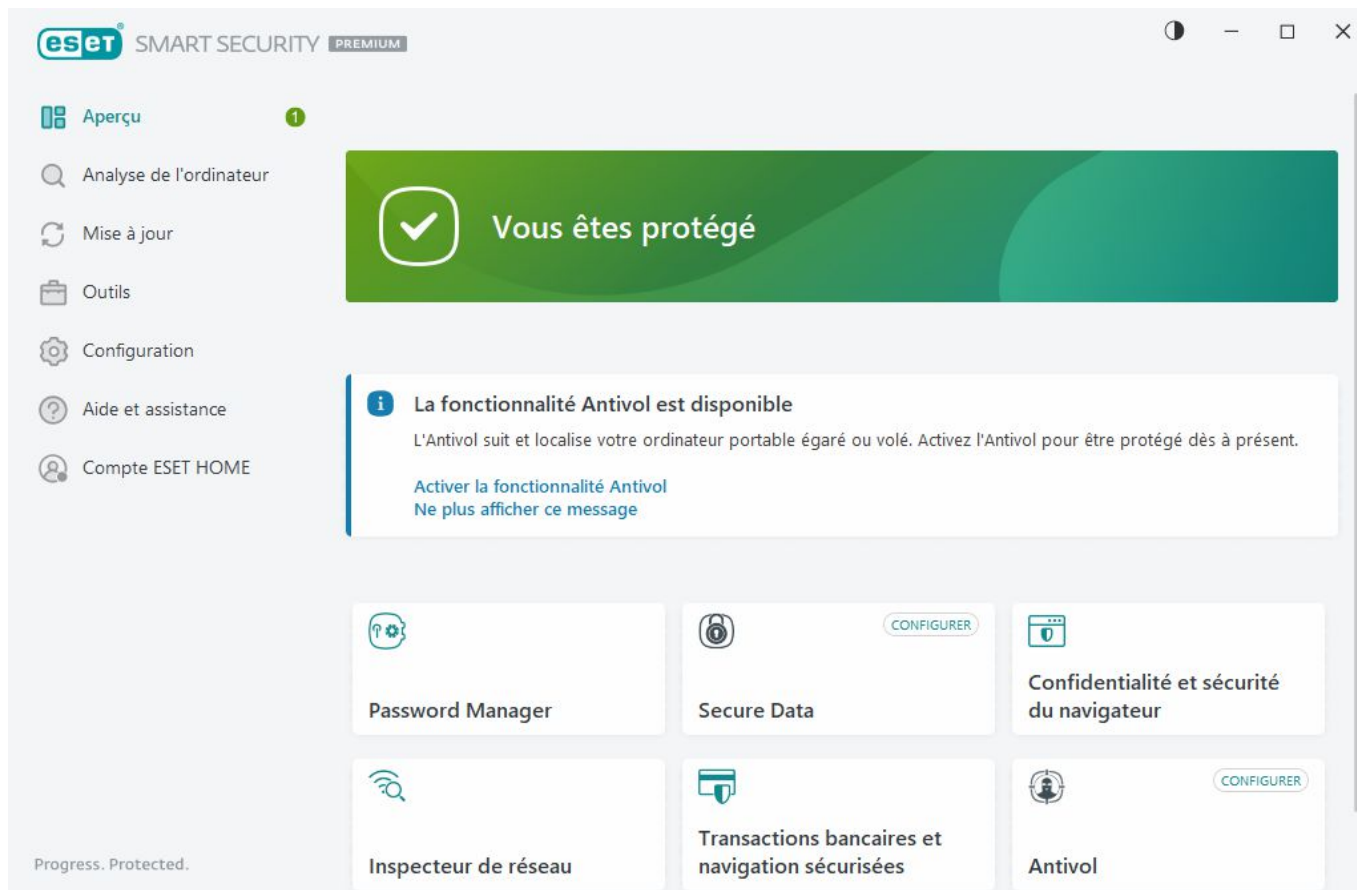 eset® SMART SECURITY PREMIUM
Aperçu 1
Analyse de l'ordinateur
Mise à jour
Outils
Configuration
Aide et assistance
Compte ESET HOME
Progress. Protected.
Vous êtes protégé
La fonctionnalité Antivol est disponible
L'Antivol suit et localise votre ordinateur portable égaré ou volé. Activez l'Antivol pour être protégé dès à présent.
Activer la fonctionnalité Antivol
Ne plus afficher ce message
Password Manager
CONFIGURER
Secure Data
Confidentialité et sécurité
du navigateur
Inspecteur de réseau
Transactions bancaires et
navigation sécurisées
CONFIGURER
Antivol